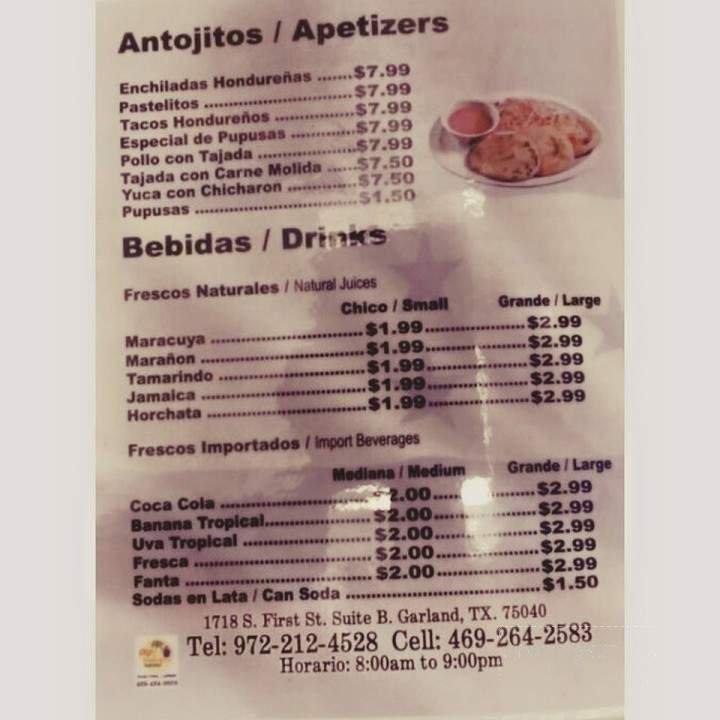 Antojitos / Apetizers
Enchiladas Hondureñas .......$7.99
Pastelitos ..............................$7.99
Tacos Hondureños ................$7.99
Especial de Pupusas .............$7.99
Pollo con Tajada ....................$7.99
Tajada con Carne Molida ......$7.50
Yuca con Chicharon ..............$7.50
Pupusas .................................$1.50
Bebidas / Drinks
Frescos Naturales / Natural Juices
Chico / Small Grande / Large
Maracuya ..............................$1.99....................$2.99
Marañon ................................$1.99....................$2.99
Tamarindo .............................$1.99....................$2.99
Jamaica .................................$1.99....................$2.99
Horchata ................................$1.99....................$2.99
Frescos Importados / Import Beverages
Mediana / Medium Grande / Large
Coca Cola ..............................$2.00....................$2.99
Banana Tropical.....................$2.00....................$2.99
Uva Tropical ..........................$2.00....................$2.99
Fresca ....................................$2.00....................$2.99
Fanta ......................................$2.00....................$2.99
Sodas en Lata / Can Soda ........................................$1.50
1718 S. First St. Suite B. Garland, TX. 75040
Tel: 972-212-4528 Cell: 469-264-2583
Horario: 8:00am to 9:00pm